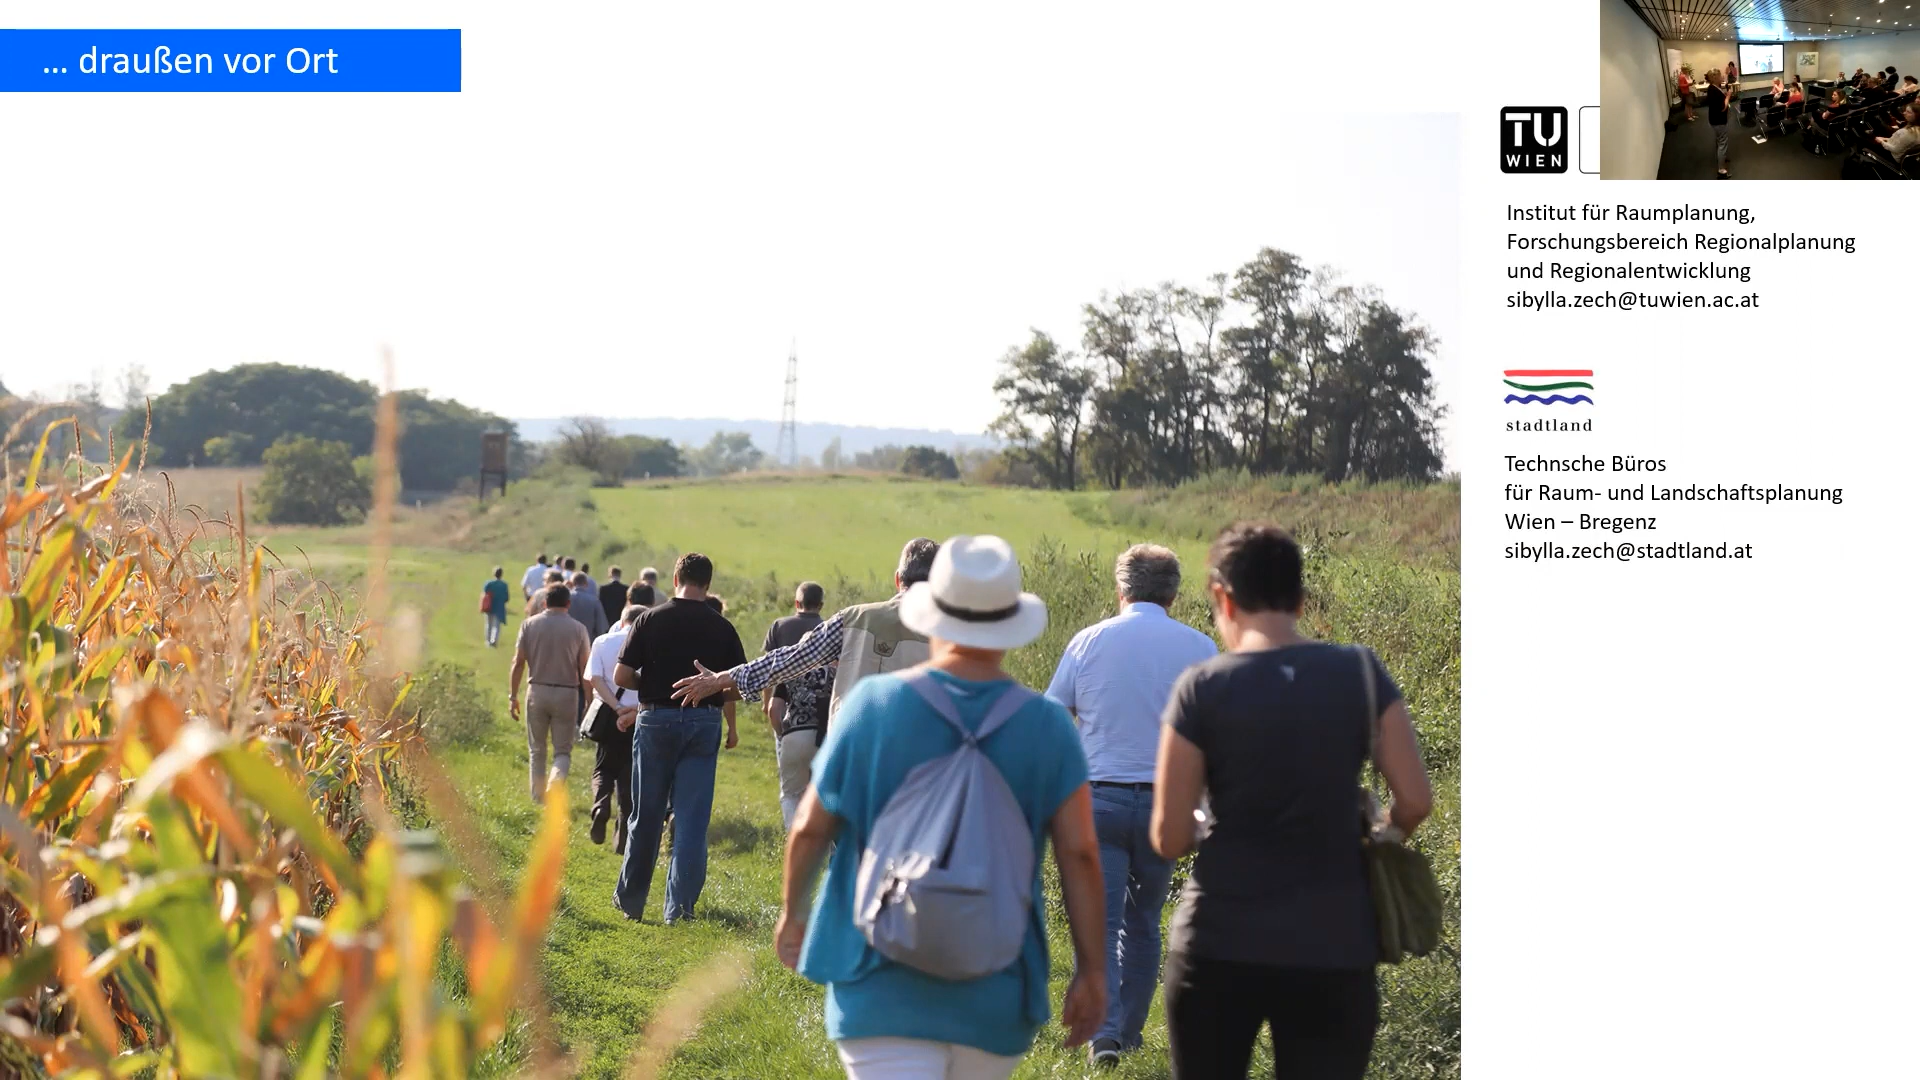 ... draußen vor Ort
TU
WIEN
Institut für Raumplanung,
Forschungsbereich Regionalplanung
und Regionalentwicklung
sibylla.zech@tuwien.ac.at
stadtland
Technsche Büros
für Raum- und Landschaftsplanung
Wien – Bregenz
sibylla.zech@stadtland.at